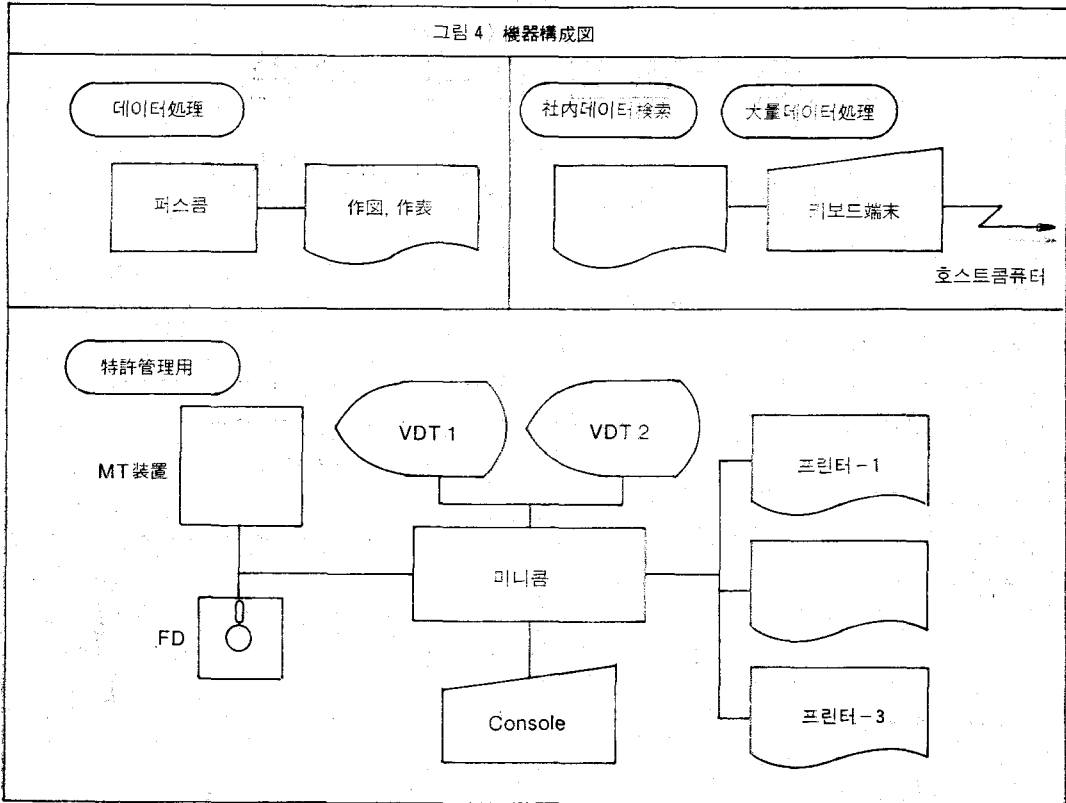 그림 4) 機器構成図
데이터処理
퍼스콤
作図, 作表
社内데이터検索
大量데이터処理
키보드端末
호스트콤퓨터
特許管理用
MT装置
FD
VDT 1
VDT 2
미니콤
Console
프린터-1
프린터-3